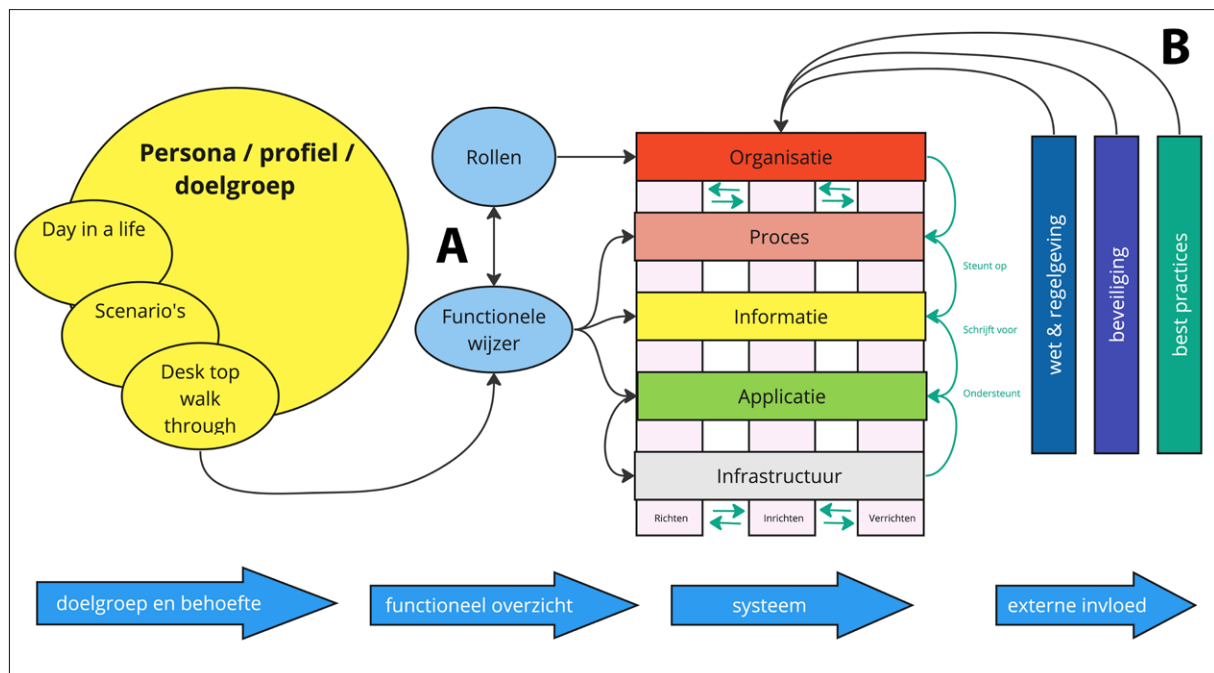 B
Persona / profiel /
doelgroep
Day in a life
Scenario's
Desk top
walk
through
Rollen
A
Functionele
wijzer
Organisatie
Proces
Informatie
Applicatie
Infrastructuur
Richten
Inrichten
Verrichten
Steunt op
Schrijft voor
Ondersteunt
wet & regelgeving
beveiliging
best practices
doelgroep en behoefte
functioneel overzicht
systeem
externe invloed